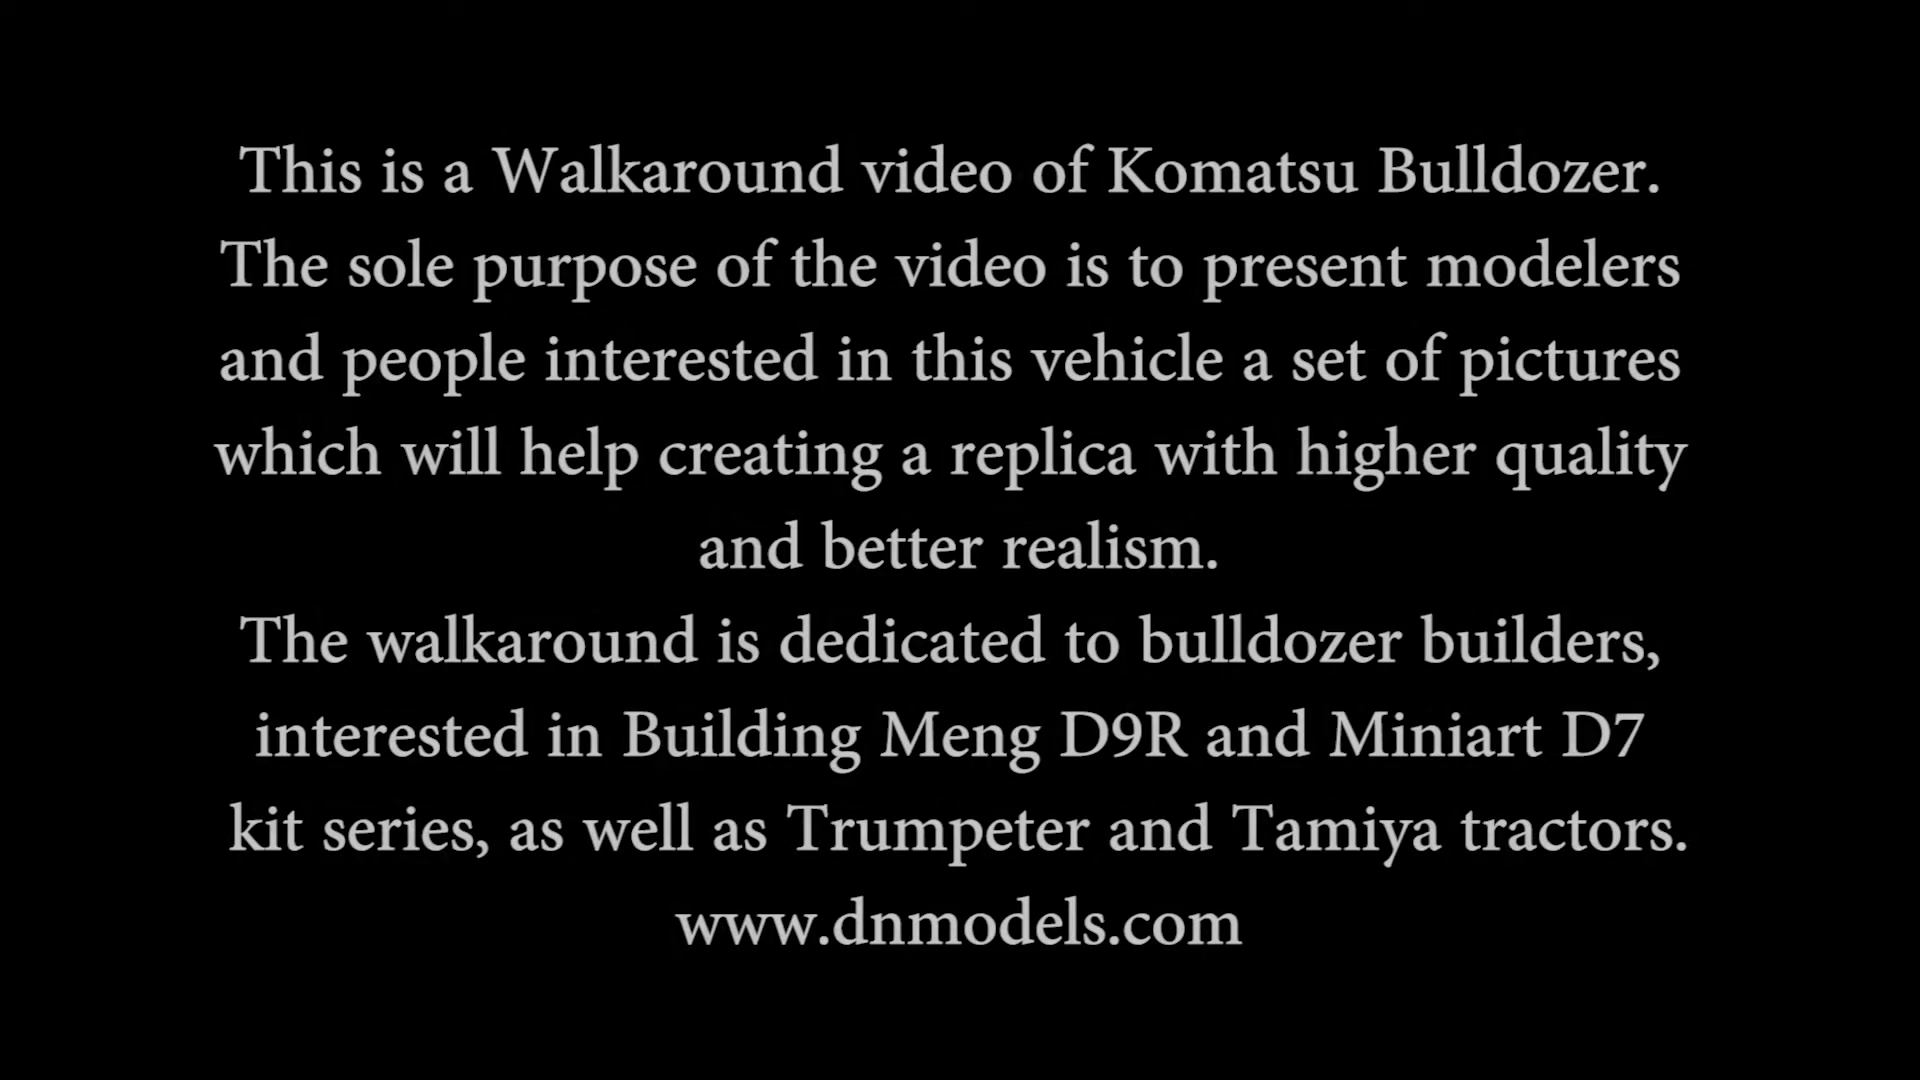 This is a Walkaround video of Komatsu Bulldozer.
The sole purpose of the video is to present modelers
and people interested in this vehicle a set of pictures
which will help creating a replica with higher quality
and better realism.
The walkaround is dedicated to bulldozer builders,
interested in Building Meng D9R and Miniart D7
kit series, as well as Trumpeter and Tamiya tractors.
www.dnmodels.com